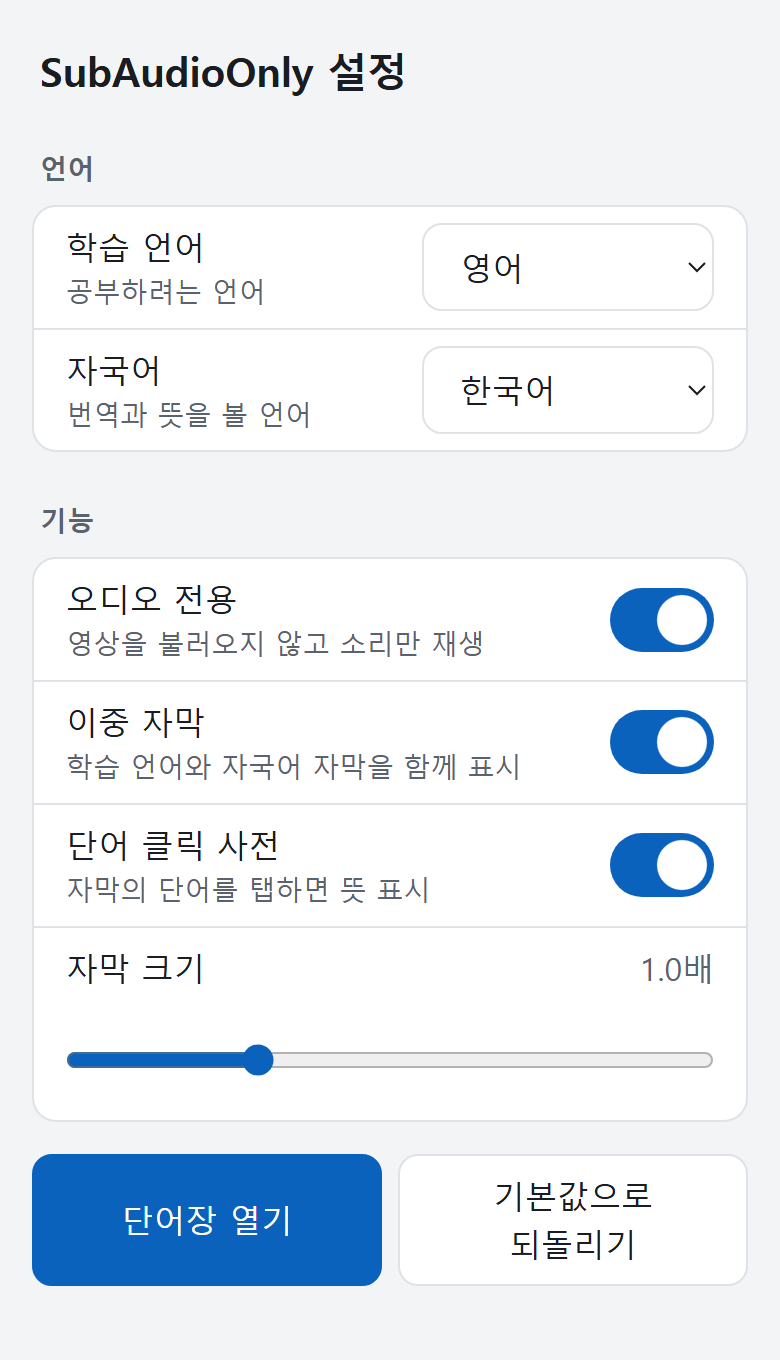 SubAudioOnly 설정
언어
학습 언어
공부하려는 언어
영어
자국어
번역과 뜻을 볼 언어
한국어
기능
오디오 전용
영상을 불러오지 않고 소리만 재생
이중 자막
학습 언어와 자국어 자막을 함께 표시
단어 클릭 사전
자막의 단어를 탭하면 뜻 표시
자막 크기
1.0배
단어장 열기
기본값으로
되돌리기